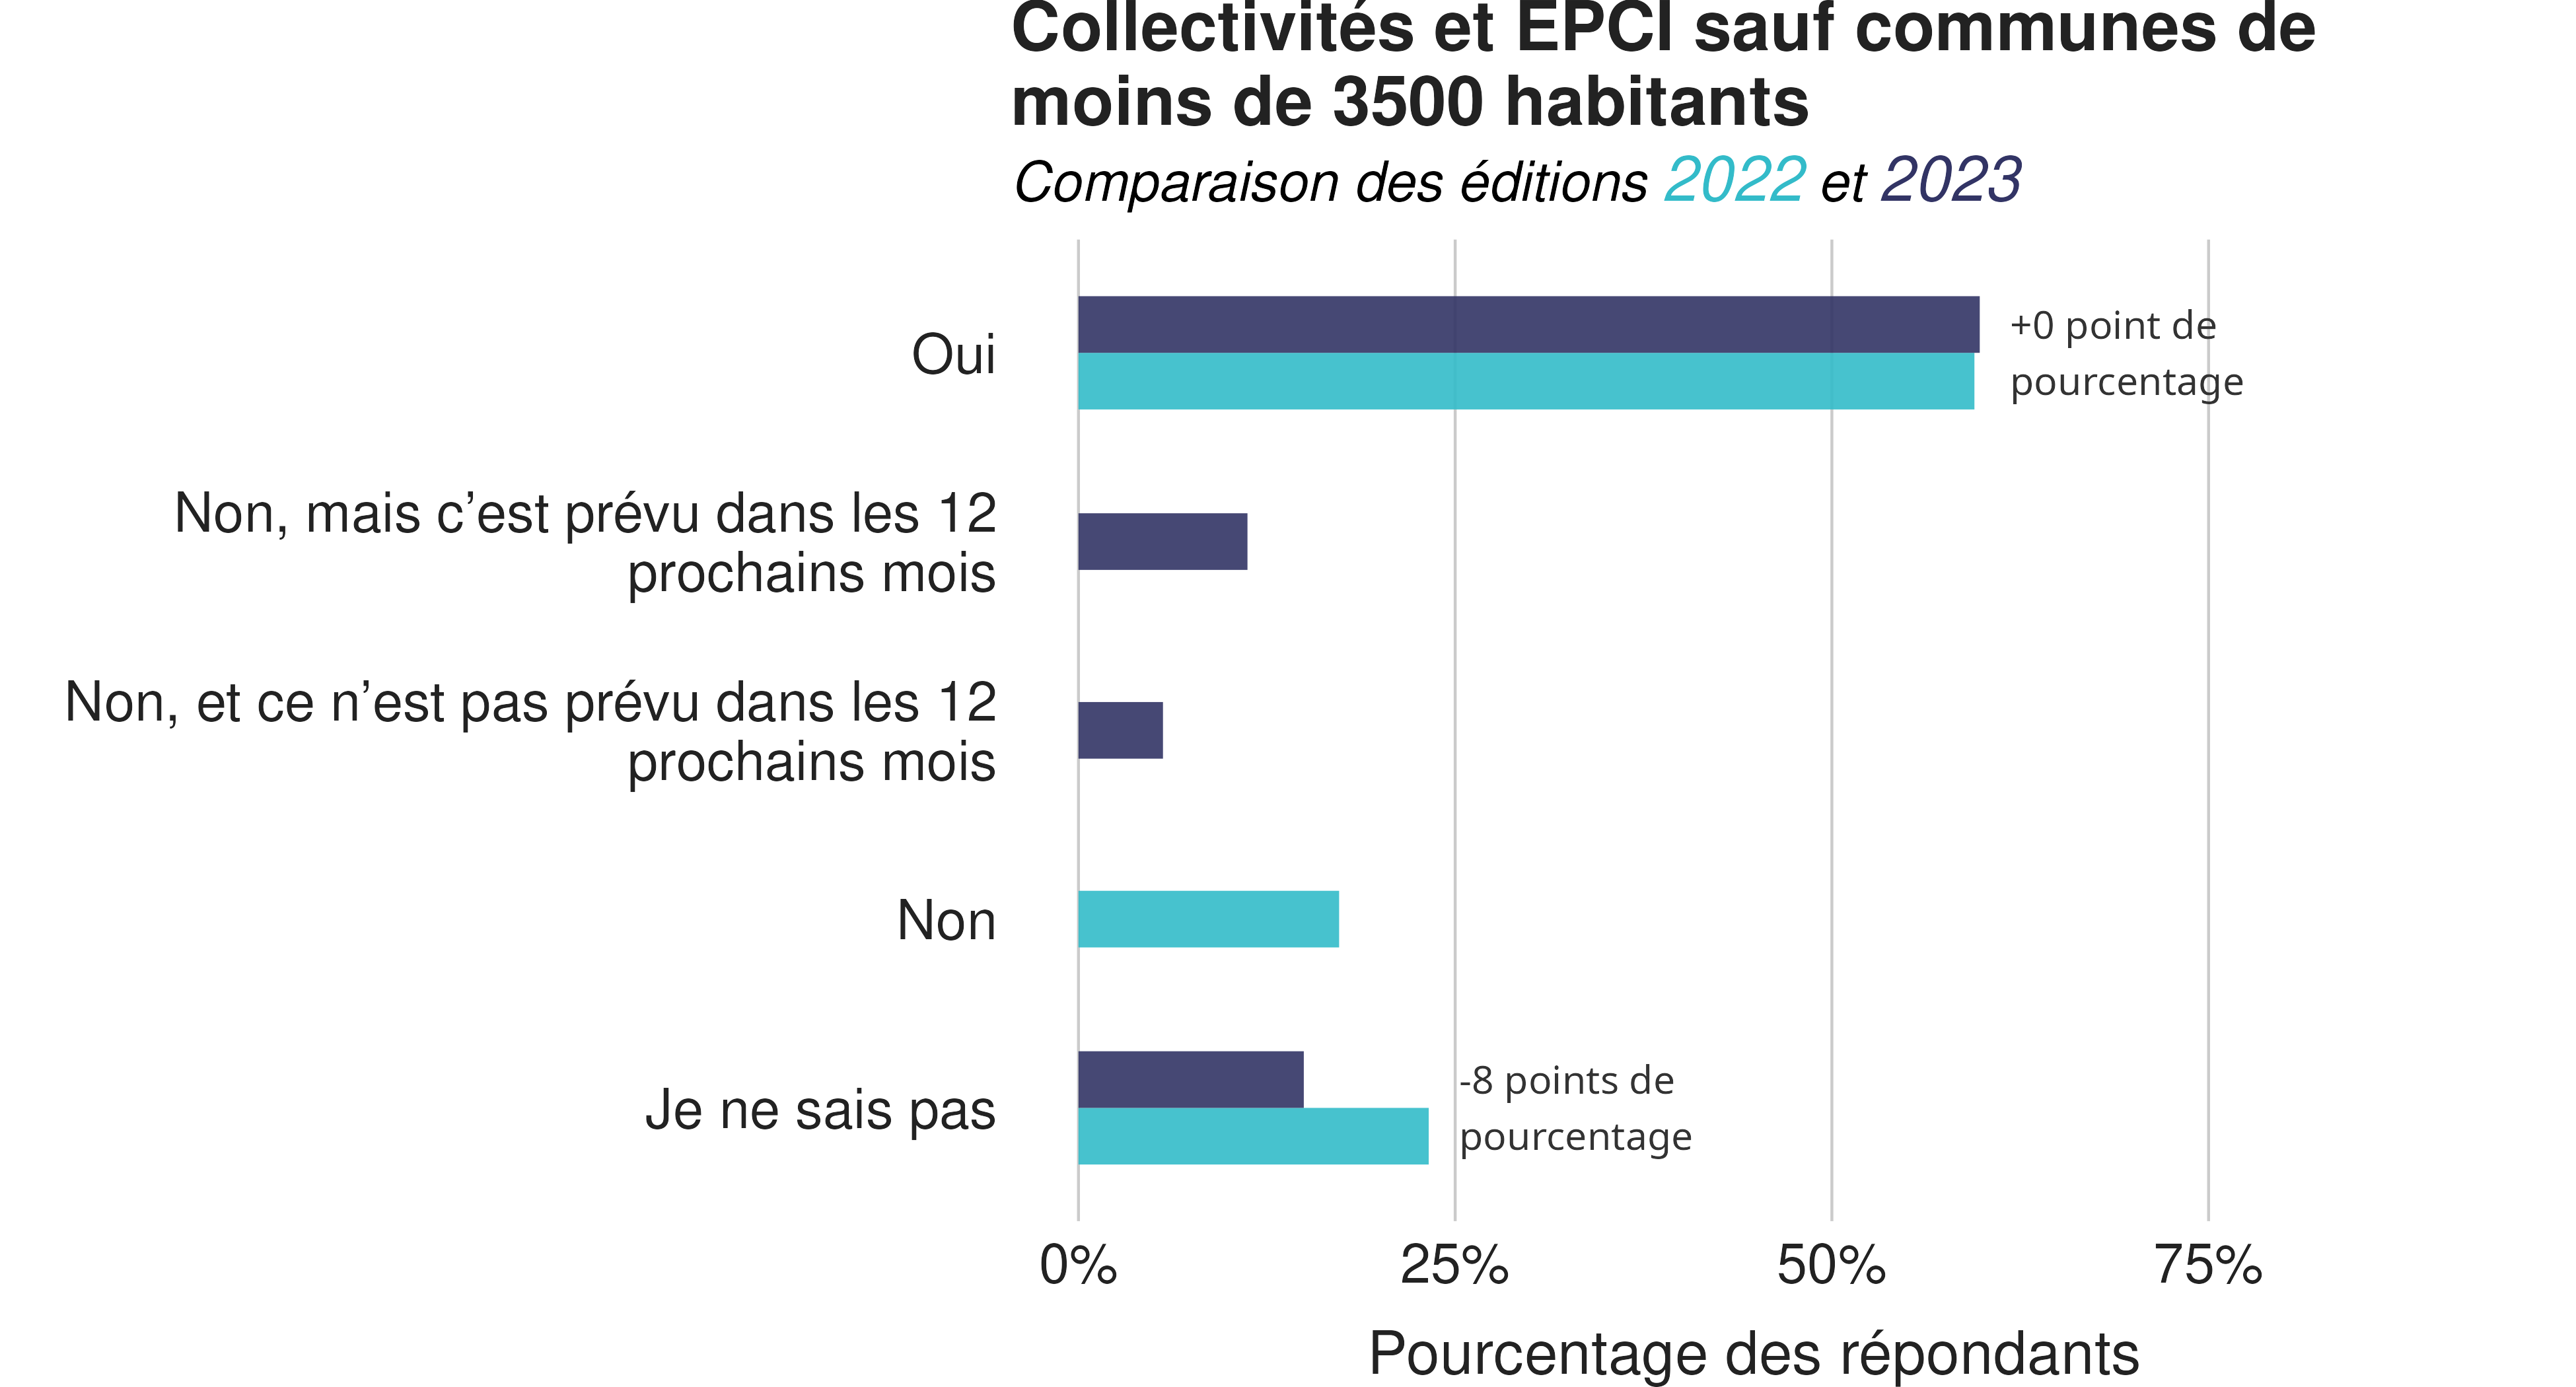 Collectivités et EPCI sauf communes de
moins de 3500 habitants
Comparaison des éditions 2022 et 2023
Oui
+0 point de
pourcentage
Non, mais c’est prévu dans les 12
prochains mois
Non, et ce n’est pas prévu dans les 12
prochains mois
Non
Je ne sais pas
-8 points de
pourcentage
0% 25% 50% 75%
Pourcentage des répondants